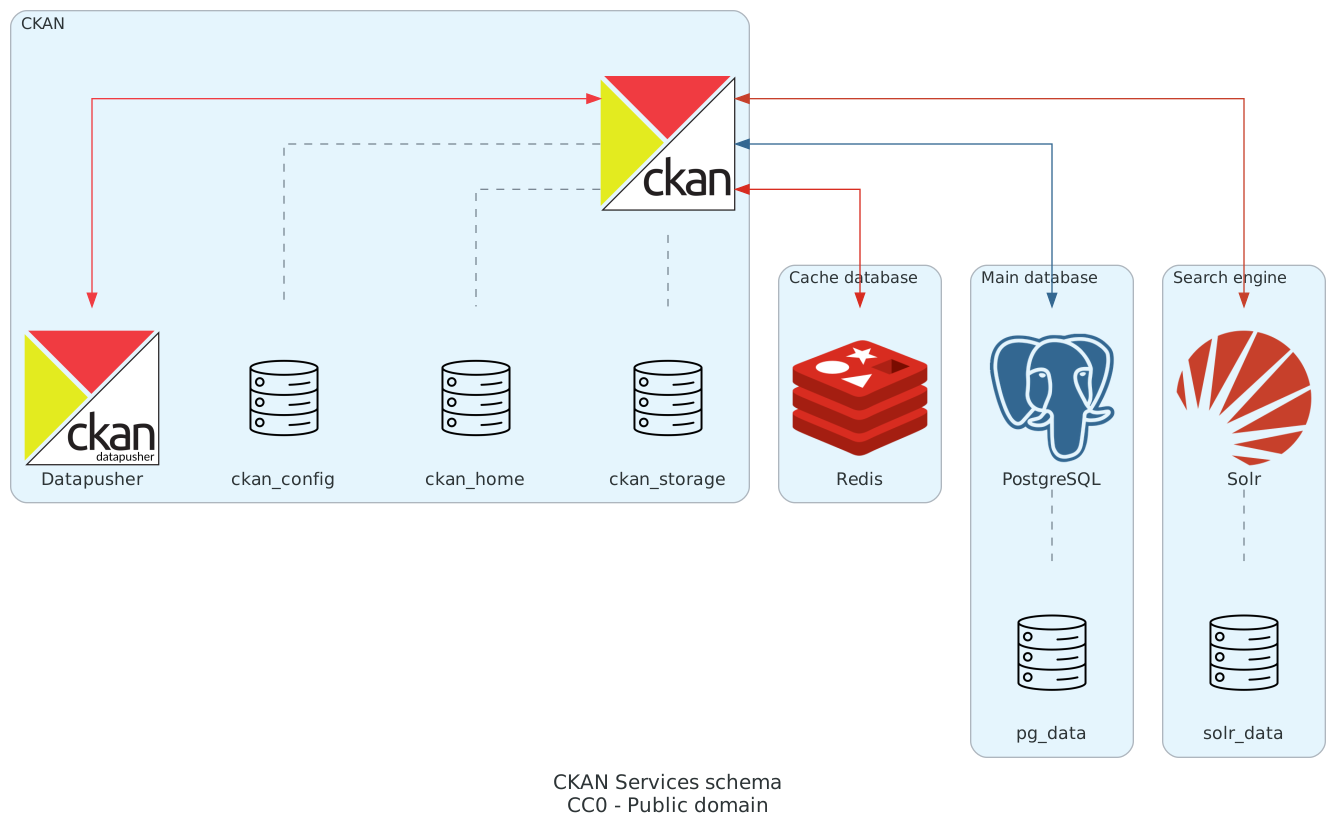 CKAN
ckan
Cache database
Main database
Search engine
ckan
datapusher
Datapusher
ckan_config
ckan_home
ckan_storage
Redis
PostgreSQL
Solr
pg_data
solr_data
CKAN Services schema
CC0 - Public domain